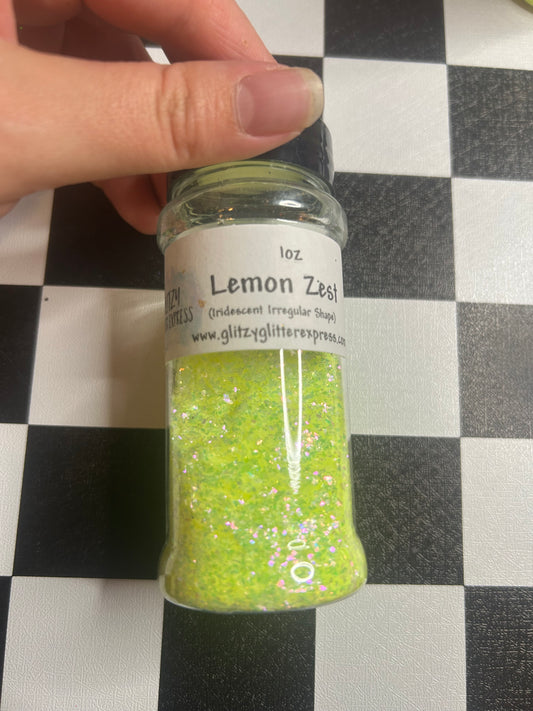 1oz
Lemon Zest
(Iridescent Irregular Shape)
www.glitzyglitterexpress.com